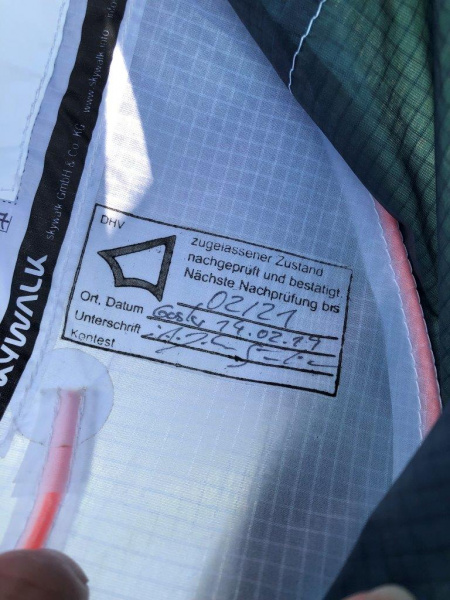 SKYWALK
skywalk GmbH & Co. KG www.skywalk.info
DHV
zugelassener Zustand
nachgeprüft und bestätigt
Nächste Nachprüfung bis
02/21
Ort, Datum 14.02.19
Unterschrift
Kontest